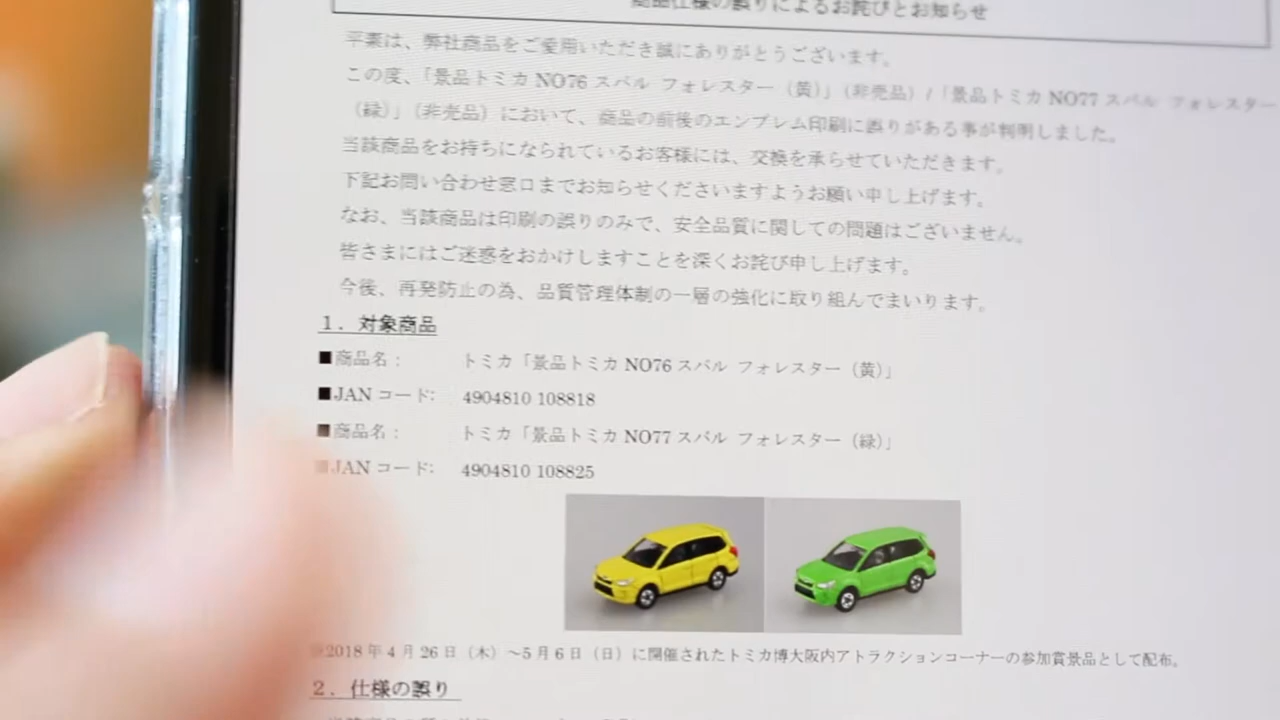 商品仕様の誤りによるお詫びとお知らせ
平素は、弊社商品をご愛用いただき誠にありがとうございます。
この度、「景品トミカ NO76 スバル フォレスター（黄）」（非売品）/「景品トミカ NO77 スバル フォレスター
（緑）」（非売品）において、商品の前後のエンブレム印刷に誤りがある事が判明しました。
当該商品をお持ちになられているお客様には、交換を承らせていただきます。
下記お問い合わせ窓口までお知らせくださいますようお願い申し上げます。
なお、当該商品は印刷の誤りのみで、安全品質に関しての問題はございません。
皆さまにはご迷惑をおかけしますことを深くお詫び申し上げます。
今後、再発防止の為、品質管理体制の一層の強化に取り組んでまいります。
１．対象商品
■商品名： トミカ「景品トミカ NO76 スバル フォレスター（黄）」
■JAN コード: 4904810 108818
■商品名： トミカ「景品トミカ NO77 スバル フォレスター（緑）」
■JAN コード: 4904810 108825
※2018 年 4 月 26 日（木）～5 月 6 日（日）に開催されたトミカ博大阪内アトラクションコーナーの参加賞景品として配布。
２．仕様の誤り